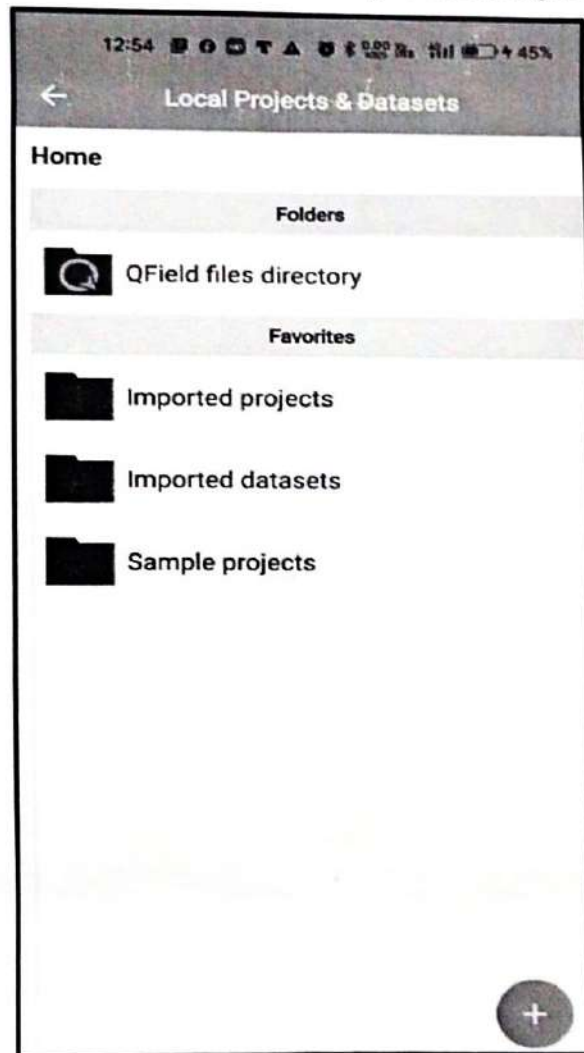 12:54 45%
Local Projects & Datasets
Home
Folders
QField files directory
Favorites
Imported projects
Imported datasets
Sample projects
+